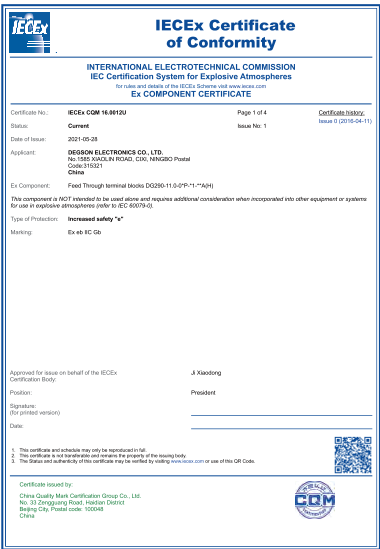 IECEx
IECEx Certificate
of Conformity
INTERNATIONAL ELECTROTECHNICAL COMMISSION
IEC Certification System for Explosive Atmospheres
for rules and details of the IECEx Scheme visit www.iecex.com
Ex COMPONENT CERTIFICATE
Certificate No.: IECEx CQM 16.0012U Page 1 of 4 Certificate history:
Status: Current Issue No: 1 Issue 0 (2016-04-11)
Date of Issue: 2021-05-28
Applicant: DEGSON ELECTRONICS CO., LTD.
No.1585 XIAOLIN ROAD, CIXI, NINGBO Postal
Code:315321
China
Ex Component: Feed Through terminal blocks DG290-11.0-0*P-*1-**A(H)
This component is NOT intended to be used alone and requires additional consideration when incorporated into other equipment or systems
for use in explosive atmospheres (refer to IEC 60079-0).
Type of Protection: Increased safety "e"
Marking: Ex eb IIC Gb
Approved for issue on behalf of the IECEx Ji Xiaodong
Certification Body:
Position: President
Signature:
(for printed version)
Date:
1. This certificate and schedule may only be reproduced in full.
2. This certificate is not transferable and remains the property of the issuing body.
3. The Status and authenticity of this certificate may be verified by visiting www.iecex.com or use of this QR Code.
Certificate issued by:
China Quality Mark Certification Group Co., Ltd.
No. 33 Zengguang Road, Haidian District
Beijing City, Postal code: 100048
China
CQM